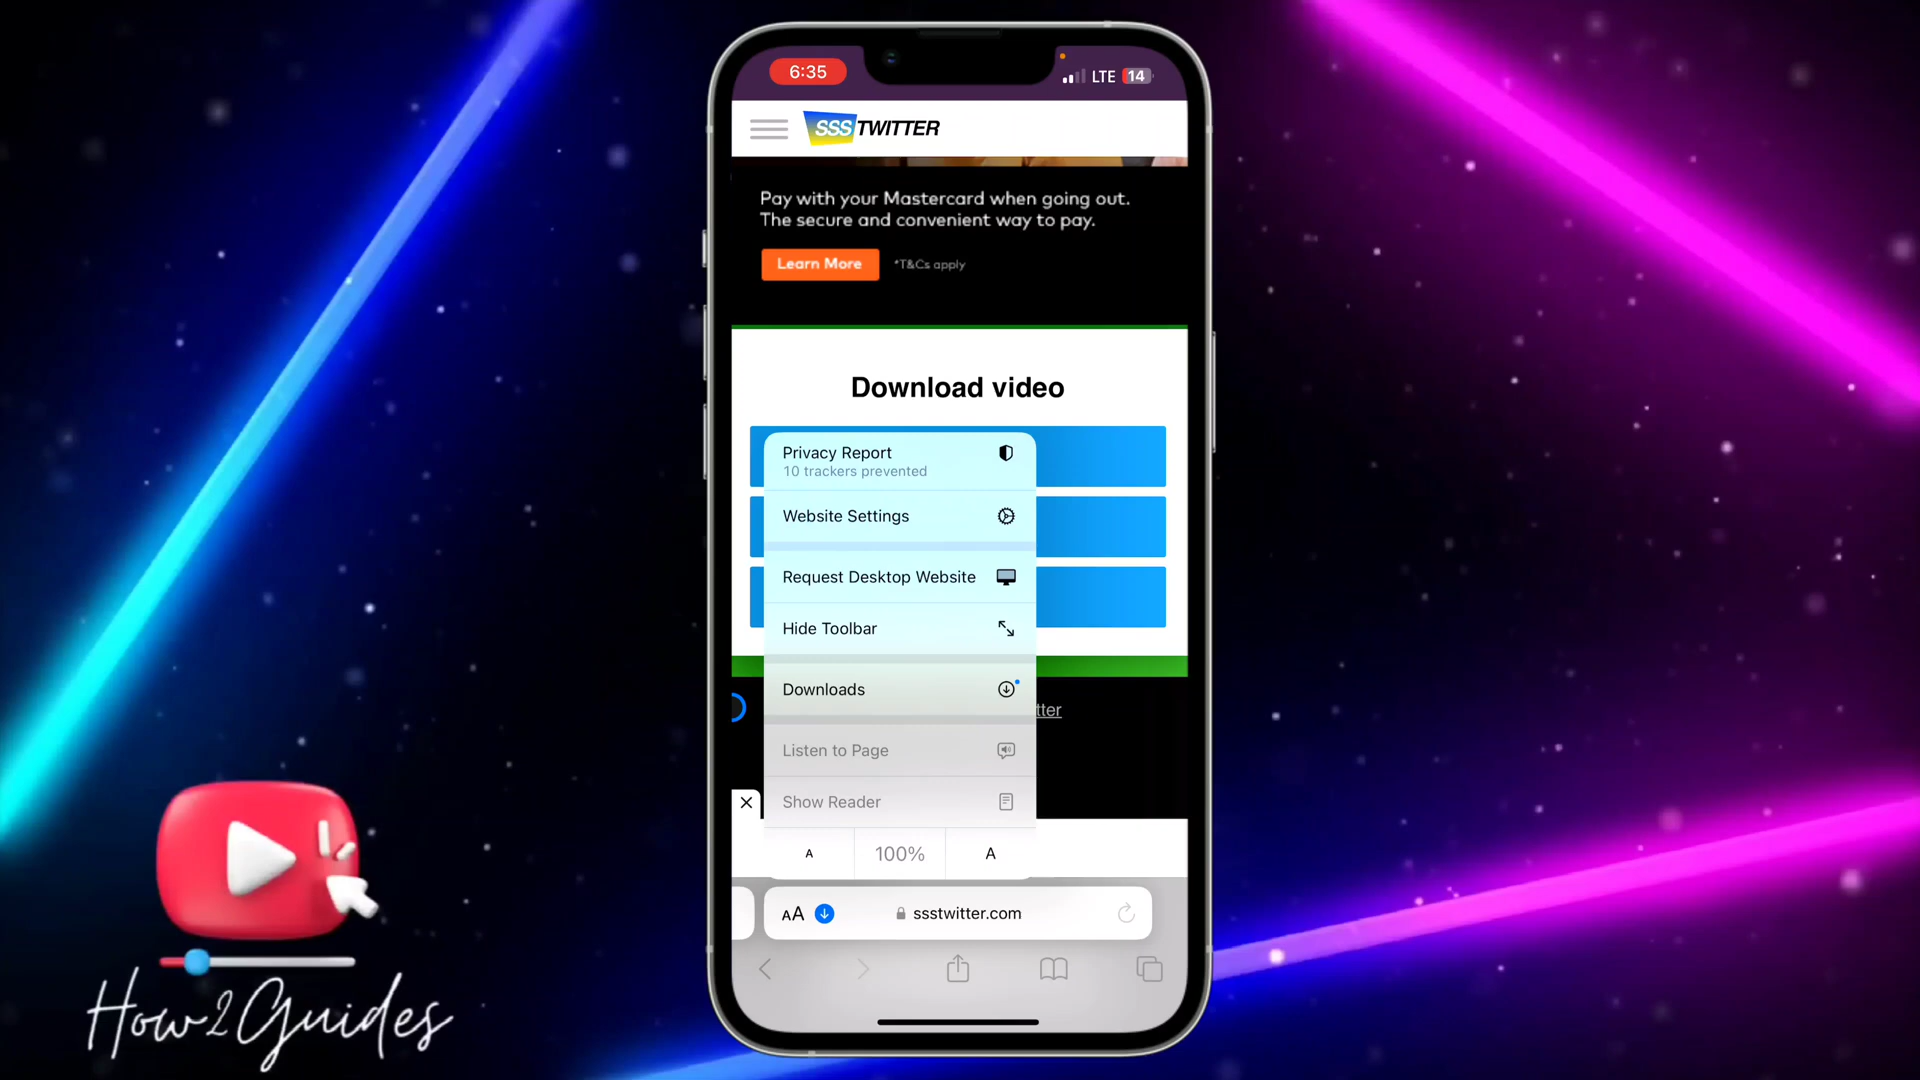 6:35
LTE 14
SSSTWITTER
Pay with your Mastercard when going out.
The secure and convenient way to pay.
Learn More *T&Cs apply
Download video
Privacy Report
10 trackers prevented
Website Settings
Request Desktop Website
Hide Toolbar
Downloads
tter
Listen to Page
Show Reader
A 100% A
AA ssstwitter.com
How2Guides